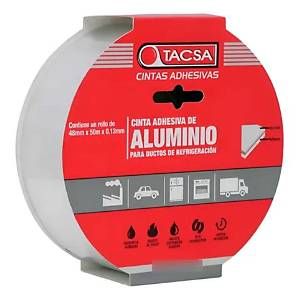 TACSA
CINTAS ADHESIVAS
Contiene un rollo de
48mm x 50m x 0.13mm
CINTA ADHESIVA DE
ALUMINIO
PARA DUCTOS DE REFRIGERACIÓN